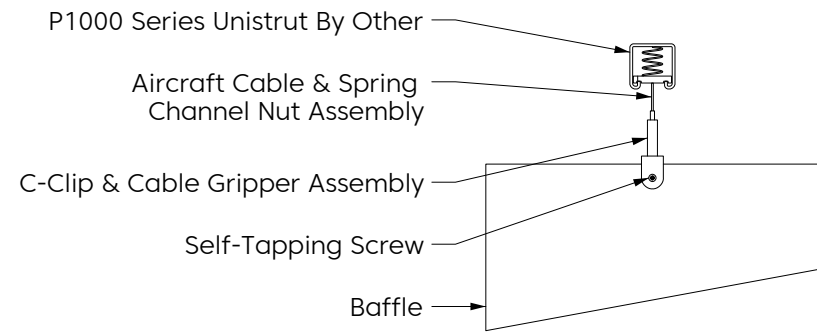 P1000 Series Unistrut By Other
Aircraft Cable & Spring
Channel Nut Assembly
C-Clip & Cable Gripper Assembly
Self-Tapping Screw
Baffle